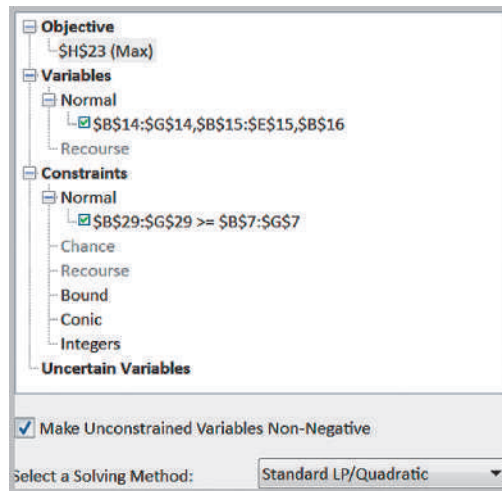 Objective
$H$23 (Max)
Variables
Normal
$B$14:$G$14,$B$15:$E$15,$B$16
Recourse
Constraints
Normal
$B$29:$G$29 >= $B$7:$G$7
Chance
Recourse
Bound
Conic
Integers
Uncertain Variables
Make Unconstrained Variables Non-Negative
Select a Solving Method: Standard LP/Quadratic